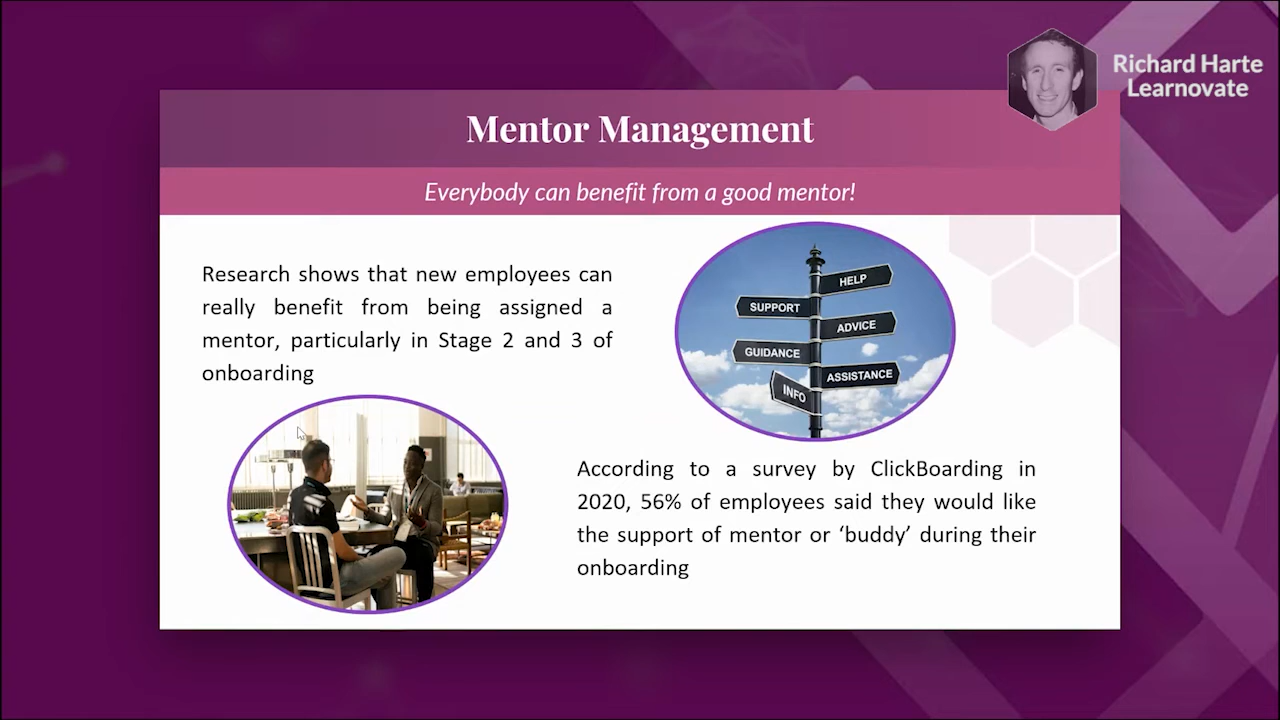 Richard Harte
Learnovate
Mentor Management
Everybody can benefit from a good mentor!
Research shows that new employees can
really benefit from being assigned a
mentor, particularly in Stage 2 and 3 of
onboarding
HELP
SUPPORT
ADVICE
GUIDANCE
ASSISTANCE
INFO
According to a survey by ClickBoarding in
2020, 56% of employees said they would like
the support of mentor or ‘buddy’ during their
onboarding